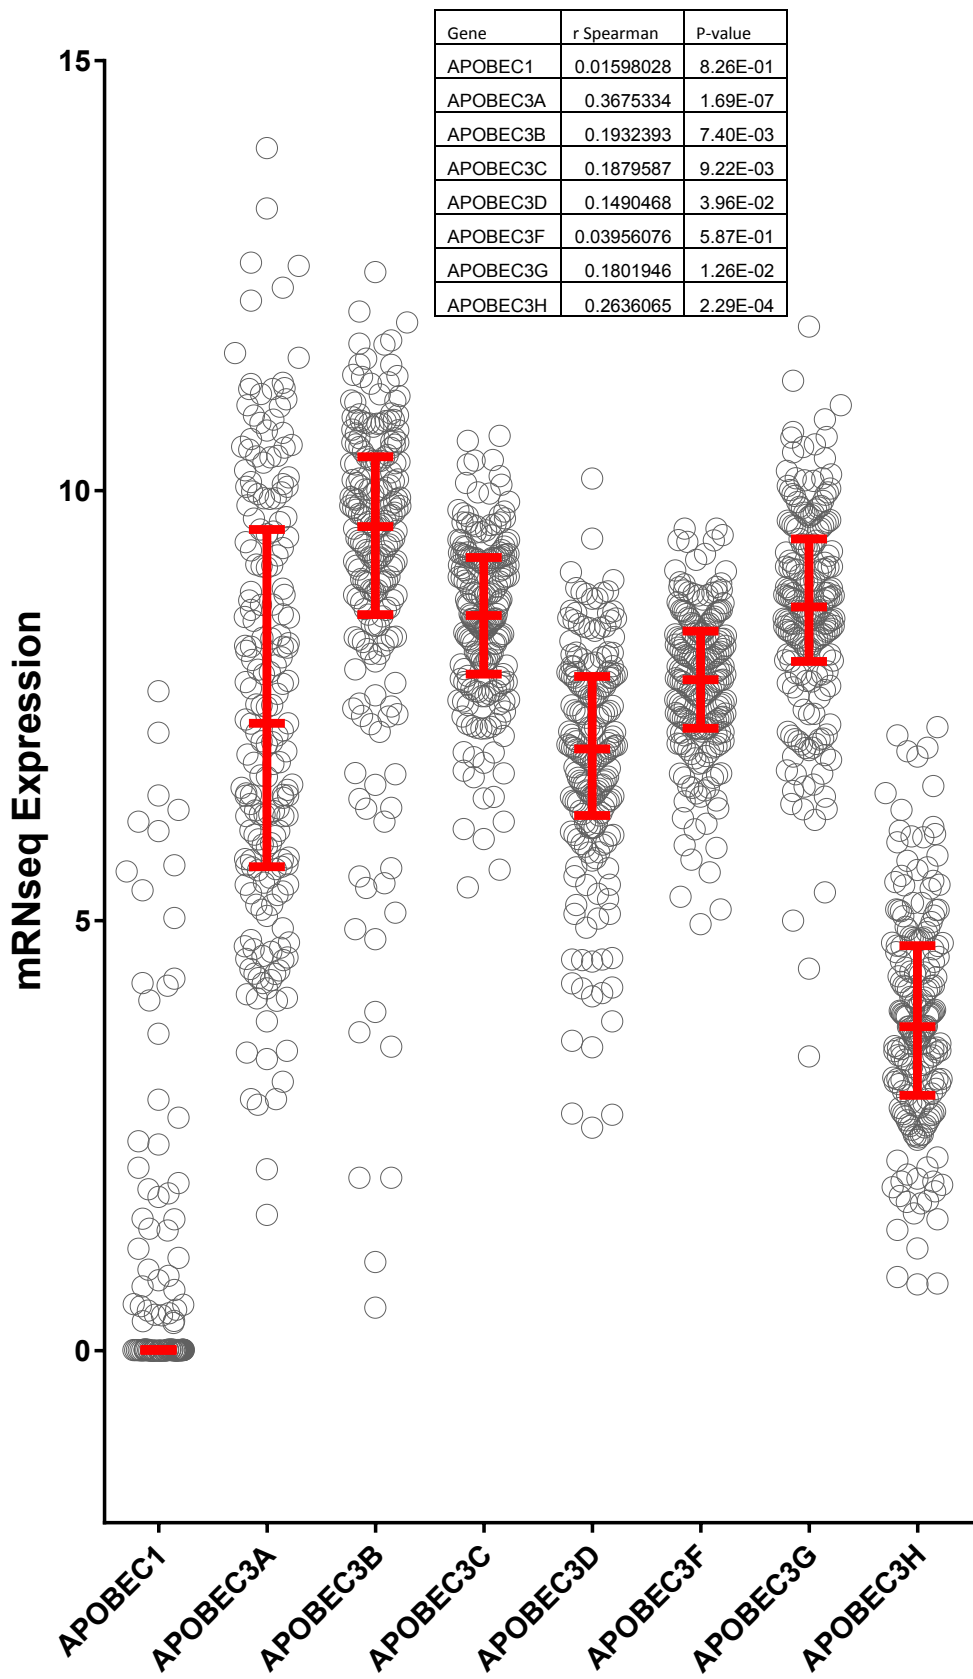 Gene r Spearman P-value
APOBEC1 0.01598028 8.26E-01
APOBEC3A 0.3675334 1.69E-07
APOBEC3B 0.1932393 7.40E-03
APOBEC3C 0.1879587 9.22E-03
APOBEC3D 0.1490468 3.96E-02
APOBEC3F 0.03956076 5.87E-01
APOBEC3G 0.1801946 1.26E-02
APOBEC3H 0.2636065 2.29E-04
15
10
5
0
mRNseq Expression
APOBEC1
APOBEC3A
APOBEC3B
APOBEC3C
APOBEC3D
APOBEC3F
APOBEC3G
APOBEC3H